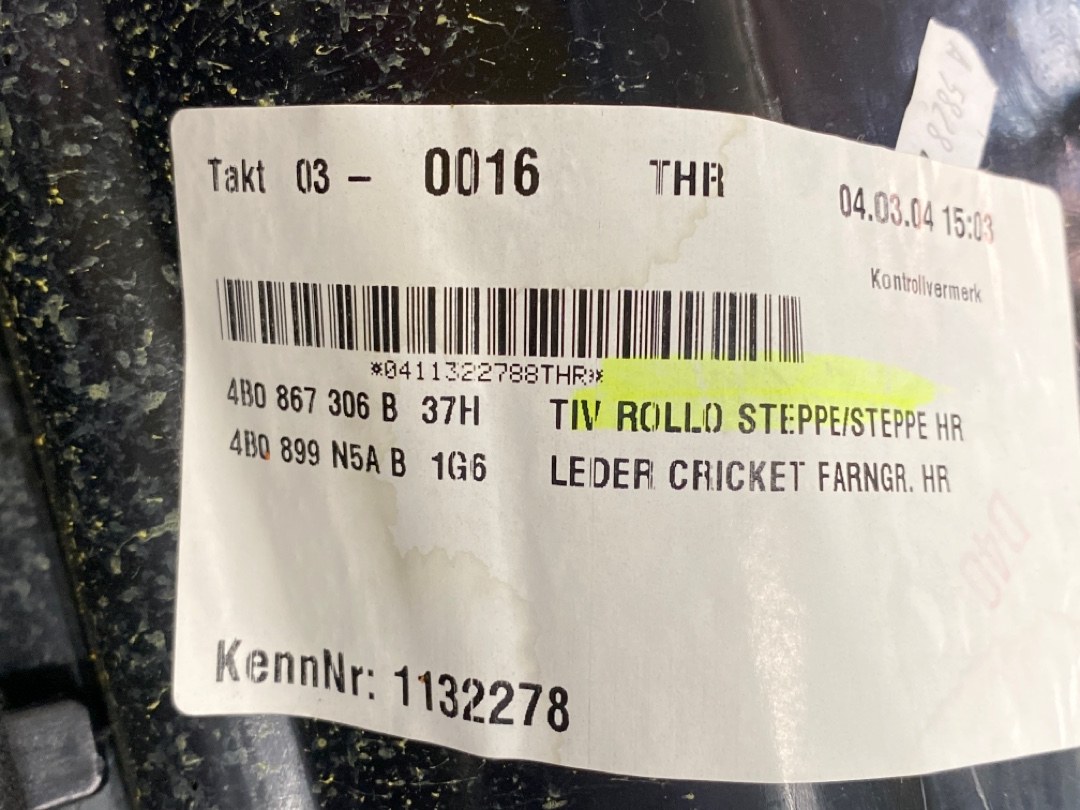 Takt 03 - 0016 THR
04.03.04 15:03
Kontrollvermerk
*0411322788THR*
4B0 867 306 B 37H TIV ROLLO STEPPE/STEPPE HR
4B0 899 N5A B 1G6 LEDER CRICKET FARNGR. HR
KennNr: 1132278